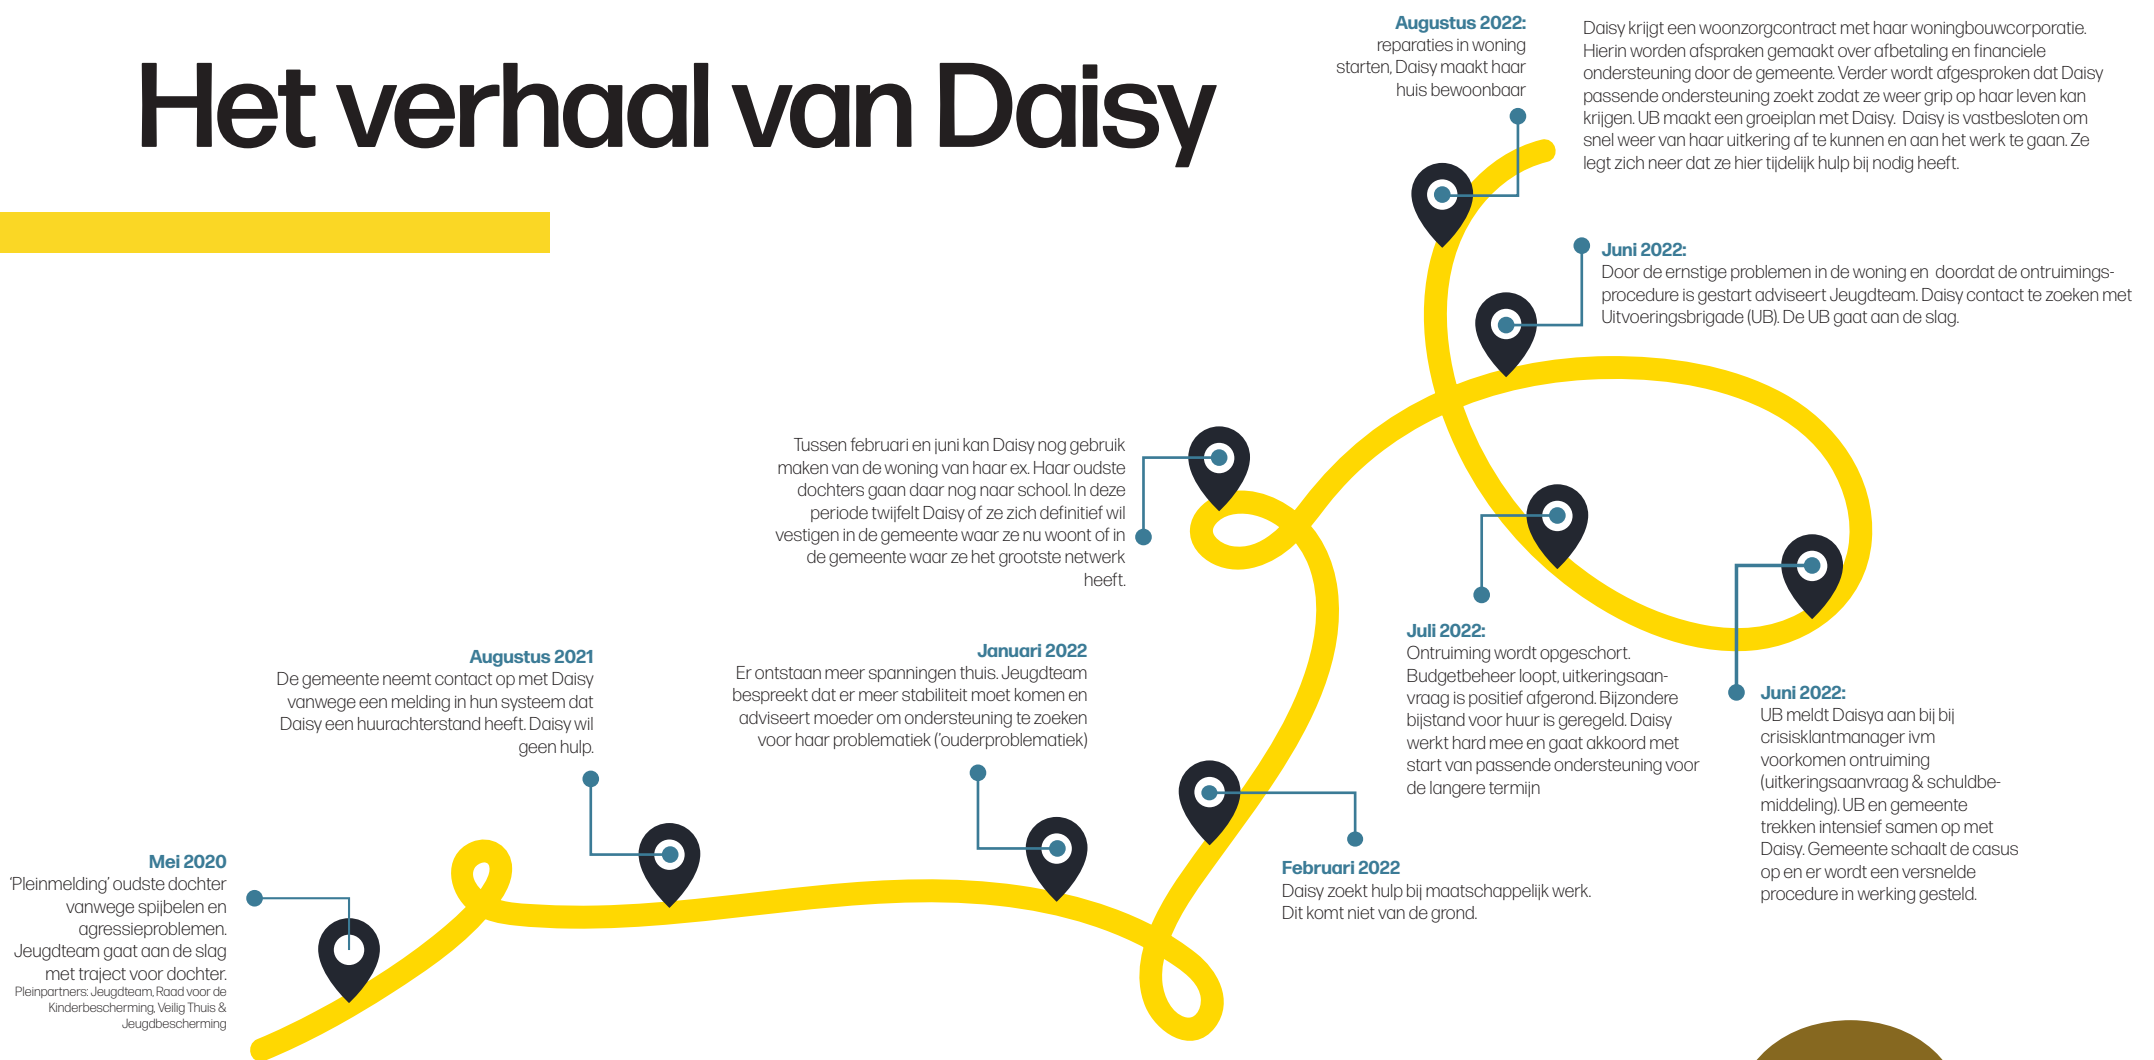 Het verhaal van Daisy
Mei 2020
'Pleinmelding' oudste dochter
vanwege spijbelen en
agressieproblemen.
Jeugdteam gaat aan de slag
met traject voor dochter.
Pleinpartners: Jeugdteam, Raad voor de
Kinderbescherming, Veilig Thuis &
Jeugdbescherming
Augustus 2021
De gemeente neemt contact op met Daisy
vanwege een melding in hun systeem dat
Daisy een huurachterstand heeft. Daisy wil
geen hulp.
Januari 2022
Er ontstaan meer spanningen thuis. Jeugdteam
bespreekt dat er meer stabiliteit moet komen en
adviseert moeder om ondersteuning te zoeken
voor haar problematiek ('ouderproblematiek)
Februari 2022
Daisy zoekt hulp bij maatschappelijk werk.
Dit komt niet van de grond.
Tussen februari en juni kan Daisy nog gebruik
maken van de woning van haar ex. Haar oudste
dochters gaan daar nog naar school. In deze
periode twijfelt Daisy of ze zich definitief wil
vestigen in de gemeente waar ze nu woont of in
de gemeente waar ze het grootste netwerk
heeft.
Juni 2022:
Door de ernstige problemen in de woning en doordat de ontruimings-
procedure is gestart adviseert Jeugdteam. Daisy contact te zoeken met
Uitvoeringsbrigade (UB). De UB gaat aan de slag.
Juni 2022:
UB meldt Daisya aan bij bij
crisisklantmanager ivm
voorkomen ontruiming
(uitkeringsaanvraag & schuldbe-
middeling). UB en gemeente
trekken intensief samen op met
Daisy. Gemeente schaalt de casus
op en er wordt een versnelde
procedure in werking gesteld.
Juli 2022:
Ontruiming wordt opgeschort.
Budgetbeheer loopt, uitkeringsaan-
vraag is positief afgerond. Bijzondere
bijstand voor huur is geregeld. Daisy
werkt hard mee en gaat akkoord met
start van passende ondersteuning voor
de langere termijn
Augustus 2022:
reparaties in woning
starten, Daisy maakt haar
huis bewoonbaar
Daisy krijgt een woonzorgcontract met haar woningbouwcorporatie.
Hierin worden afspraken gemaakt over afbetaling en financiele
ondersteuning door de gemeente. Verder wordt afgesproken dat Daisy
passende ondersteuning zoekt zodat ze weer grip op haar leven kan
krijgen. UB maakt een groeiplan met Daisy. Daisy is vastbesloten om
snel weer van haar uitkering af te kunnen en aan het werk te gaan. Ze
legt zich neer dat ze hier tijdelijk hulp bij nodig heeft.